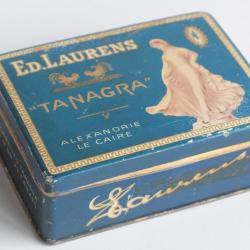 ED. LAURENS
"TANAGRA"
ALEXANDRIE
LE CAIRE
Ed Laurens